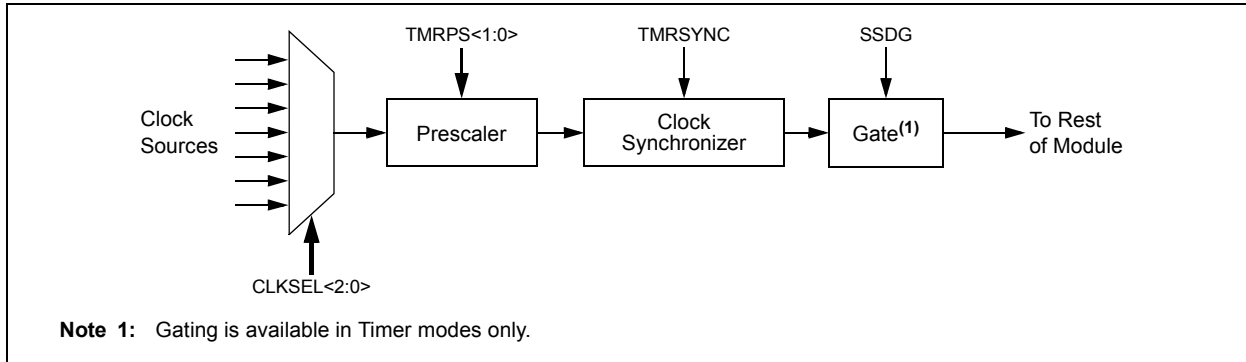 TMRPS<1:0>
TMRSYNC
SSDG
Clock
Sources
Prescaler
Clock
Synchronizer
Gate(1)
To Rest
of Module
CLKSEL<2:0>
Note 1: Gating is available in Timer modes only.